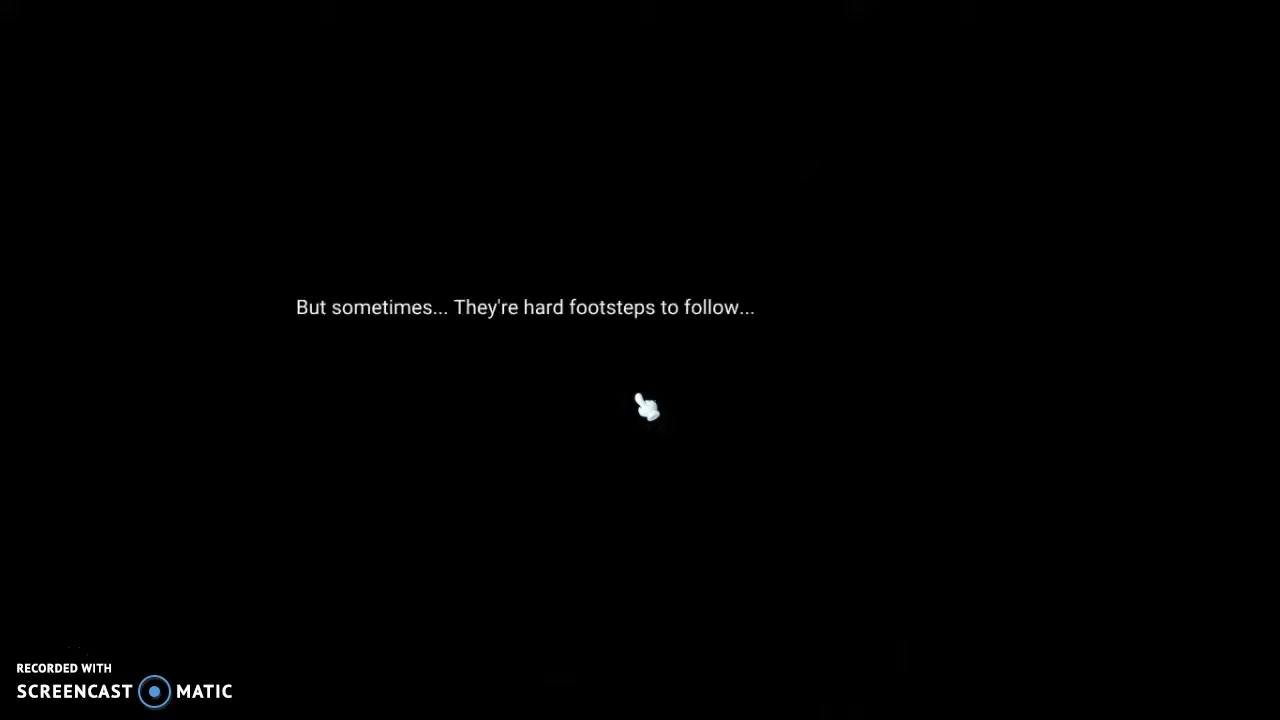 But sometimes... They're hard footsteps to follow...
RECORDED WITH
SCREENCAST MATIC